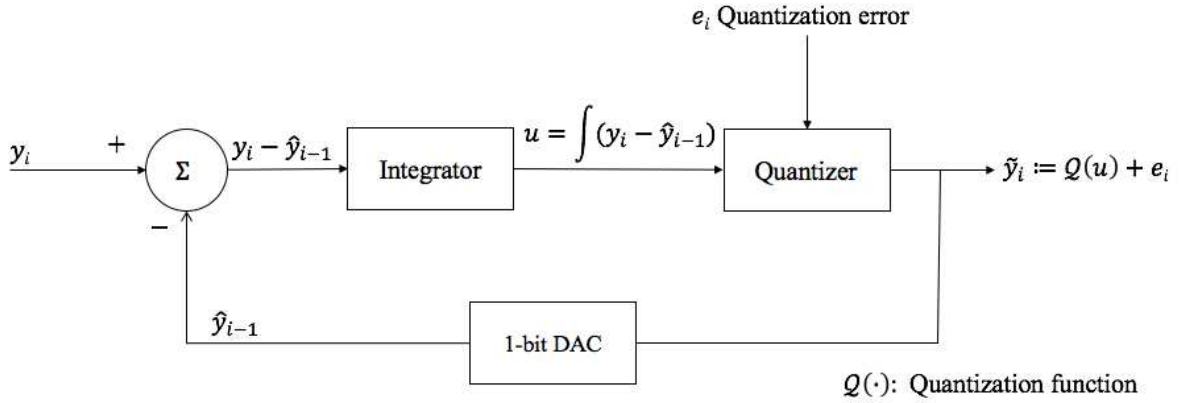 e_i Quantization error
y_i
+
Σ
y_i − ŷ_{i−1}
Integrator
u = ∫(y_i − ŷ_{i−1})
Quantizer
ỹ_i ≔ 𝒬(u) + e_i
−
ŷ_{i−1}
1-bit DAC
𝒬(·): Quantization function